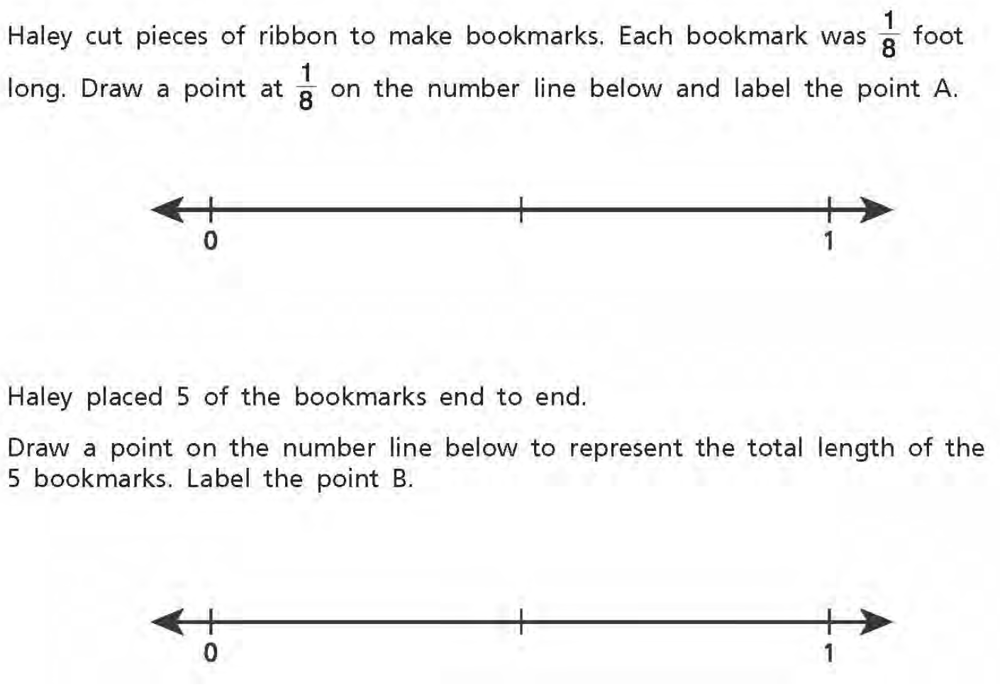 Haley cut pieces of ribbon to make bookmarks. Each bookmark was 1/8 foot
long. Draw a point at 1/8 on the number line below and label the point A.
0 1
Haley placed 5 of the bookmarks end to end.
Draw a point on the number line below to represent the total length of the
5 bookmarks. Label the point B.
0 1